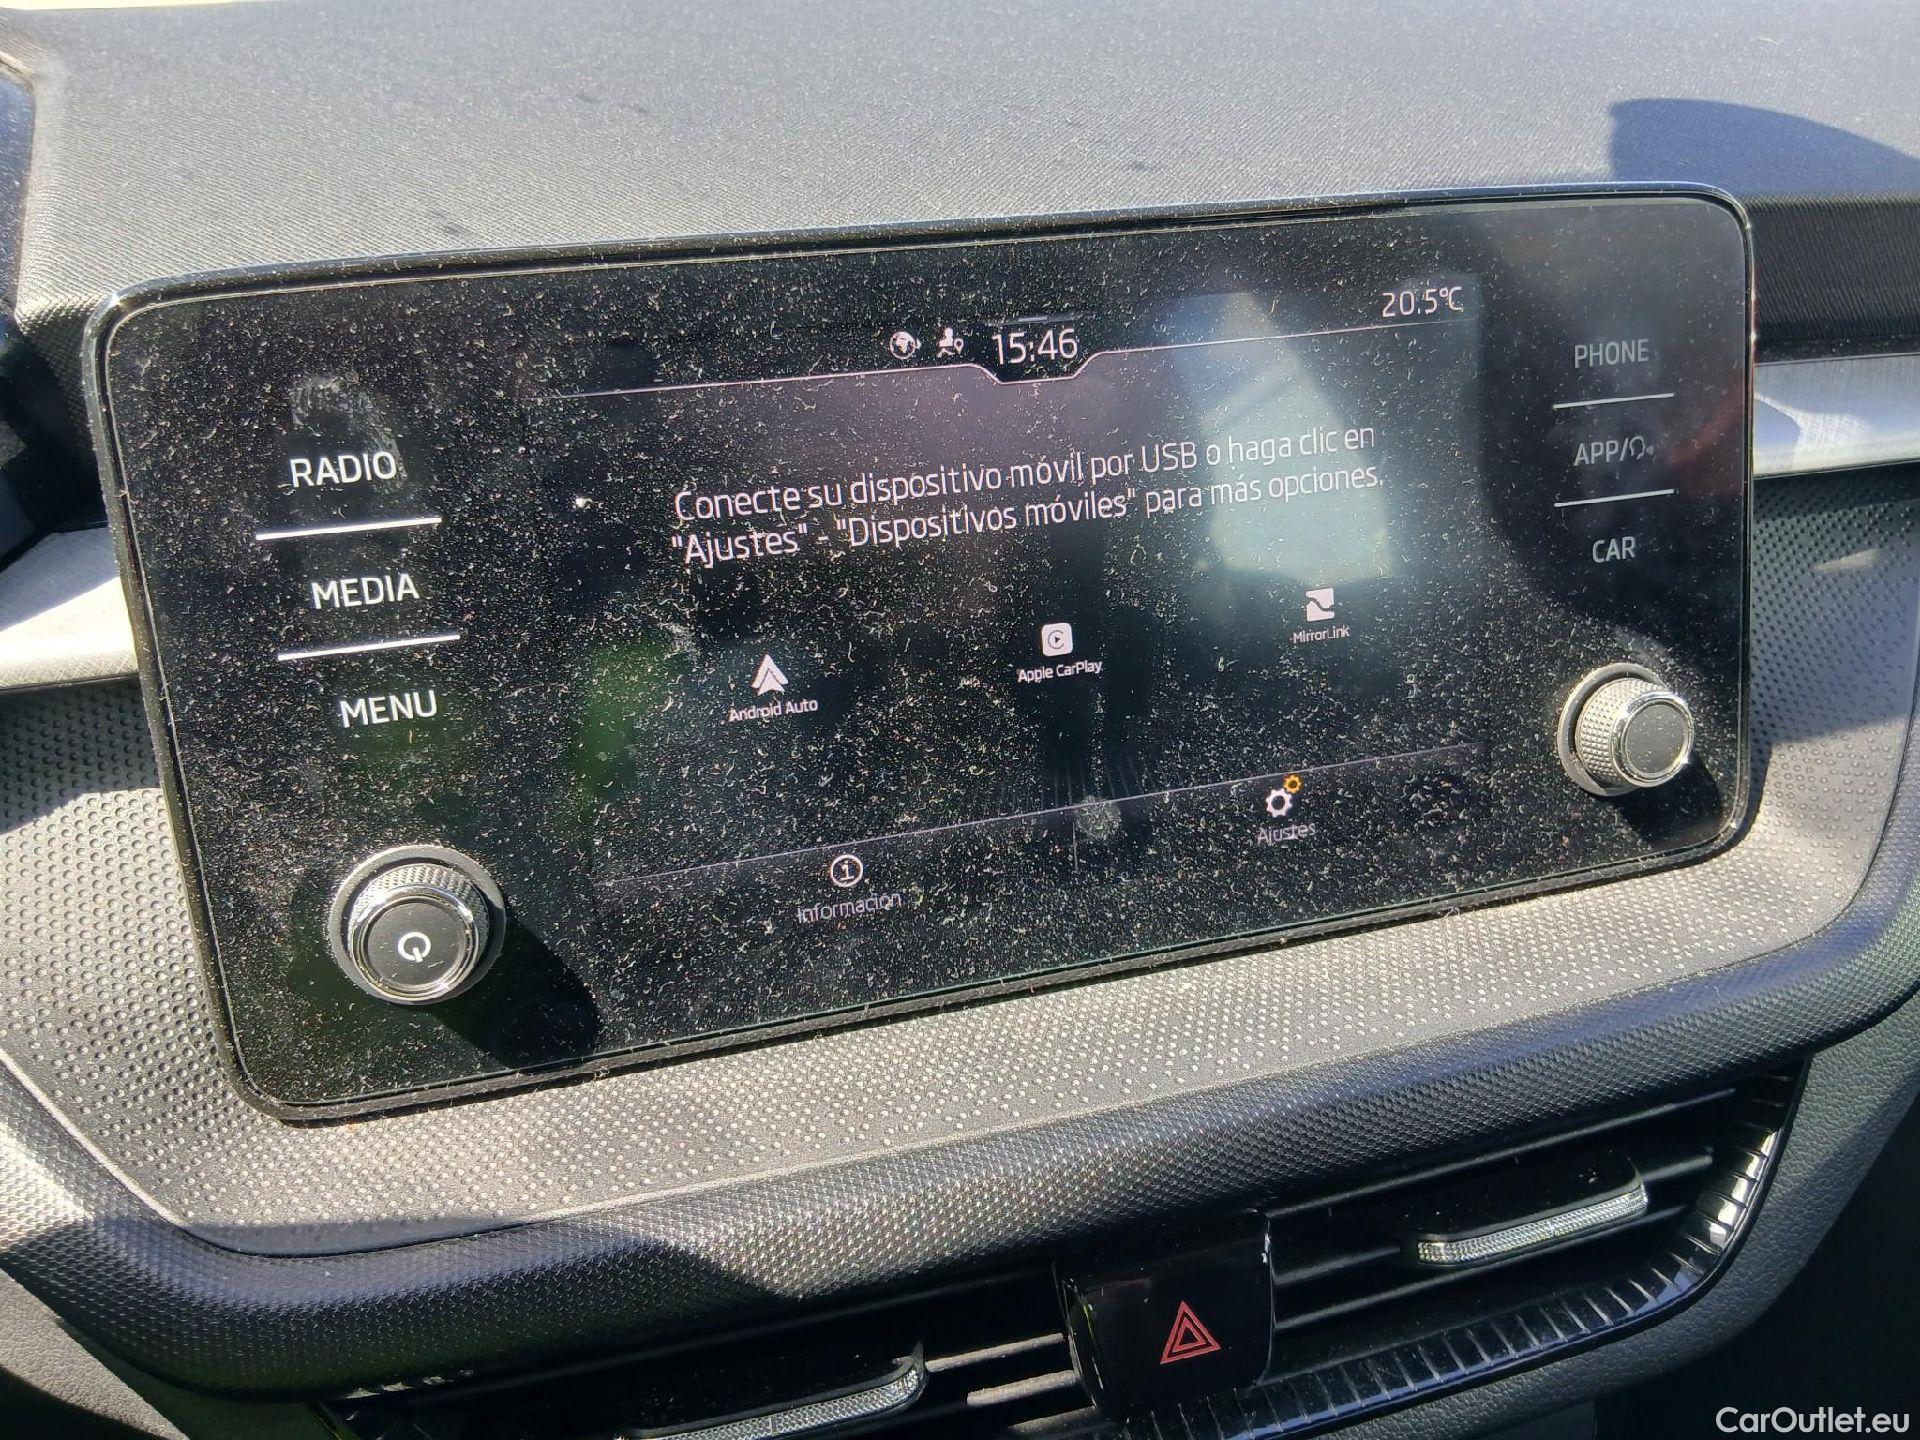 15:46
20.5°C
RADIO
MEDIA
MENU
Conecte su dispositivo móvil por USB o haga clic en
"Ajustes" - "Dispositivos móviles" para más opciones.
Android Auto
Apple CarPlay
MirrorLink
Información
Ajustes
PHONE
APP/
CAR
CarOutlet.eu